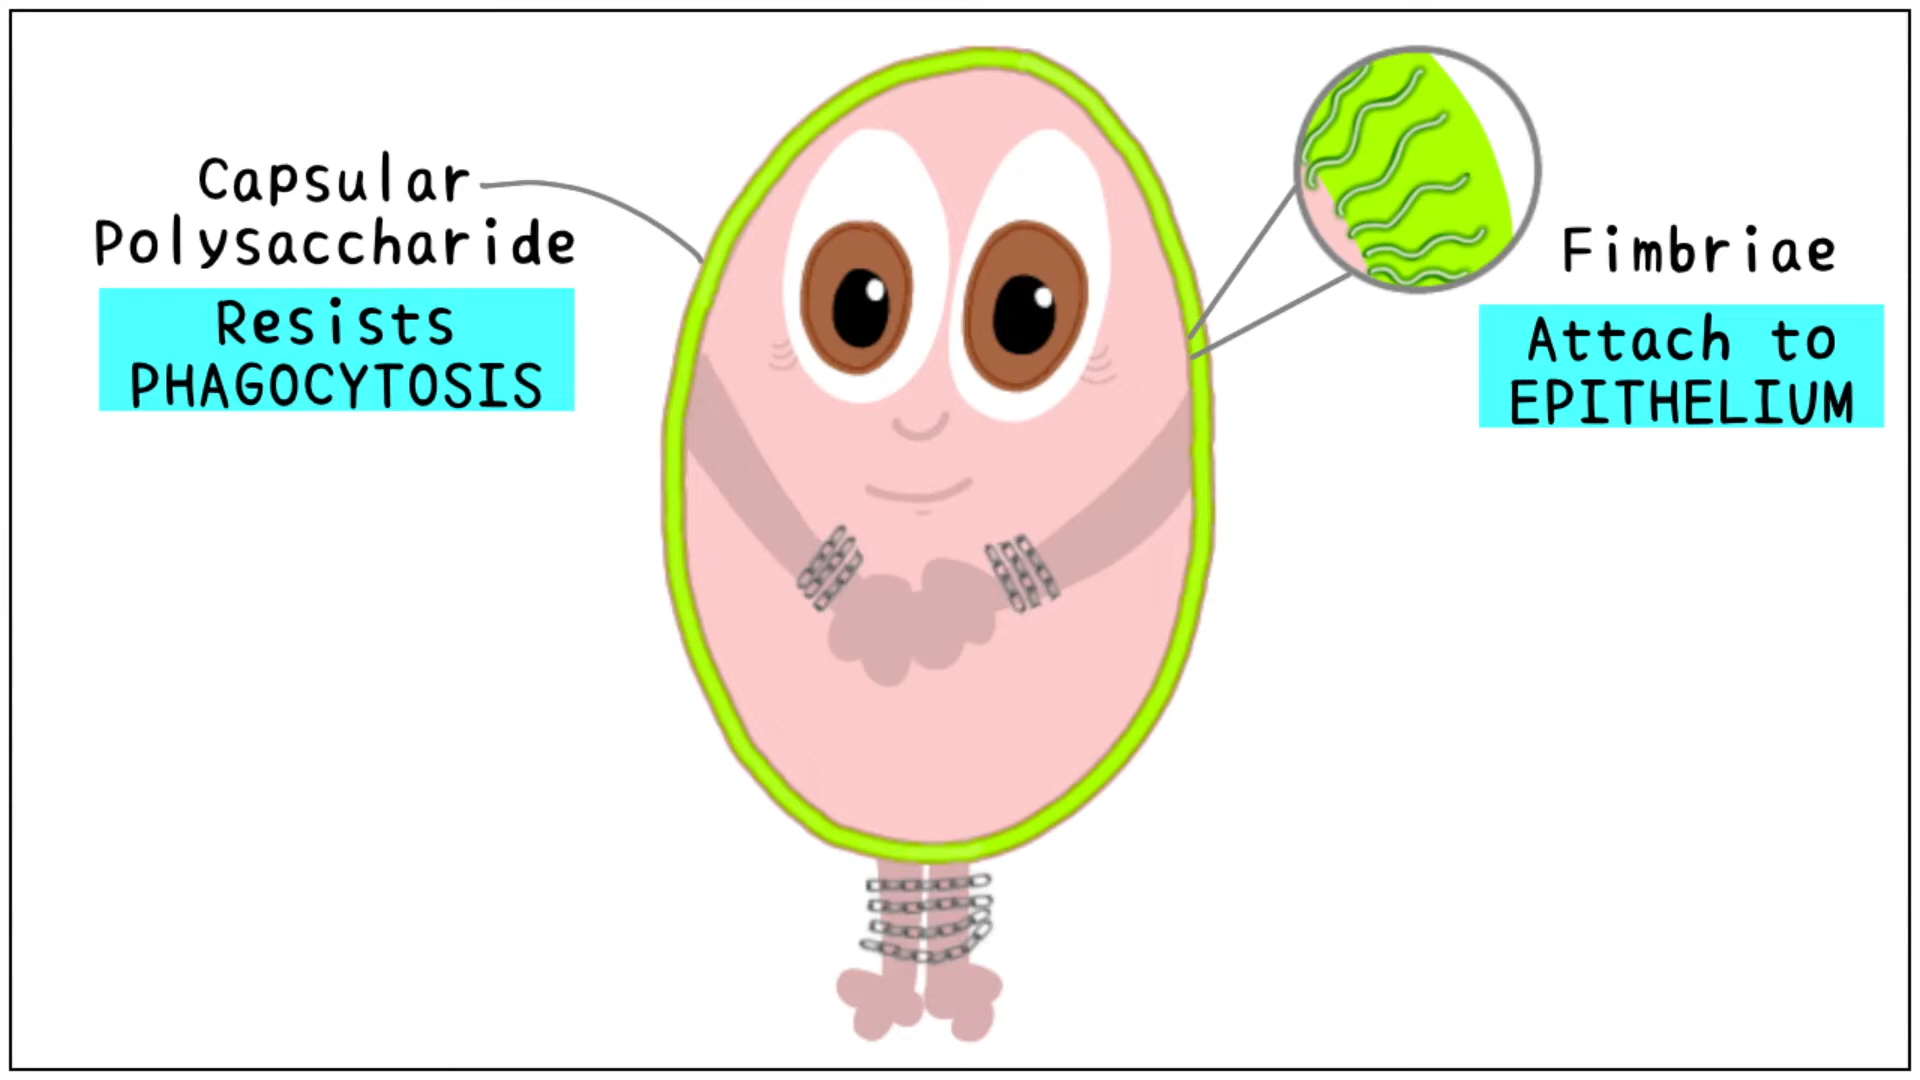 Capsular
Polysaccharide
Resists
PHAGOCYTOSIS
Fimbriae
Attach to
EPITHELIUM